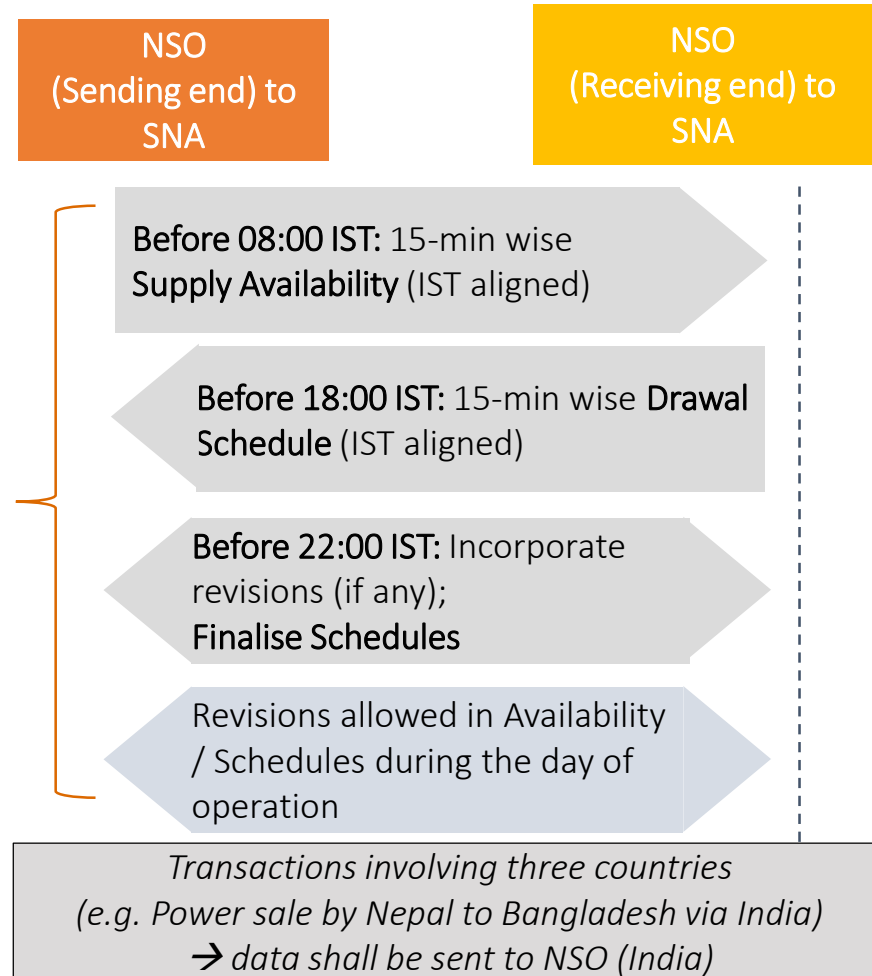 NSO
(Sending end) to
SNA
NSO
(Receiving end) to
SNA
Before 08:00 IST: 15-min wise
Supply Availability (IST aligned)
Before 18:00 IST: 15-min wise Drawal
Schedule (IST aligned)
Before 22:00 IST: Incorporate
revisions (if any);
Finalise Schedules
Revisions allowed in Availability
/ Schedules during the day of
operation
Transactions involving three countries
(e.g. Power sale by Nepal to Bangladesh via India)
→ data shall be sent to NSO (India)